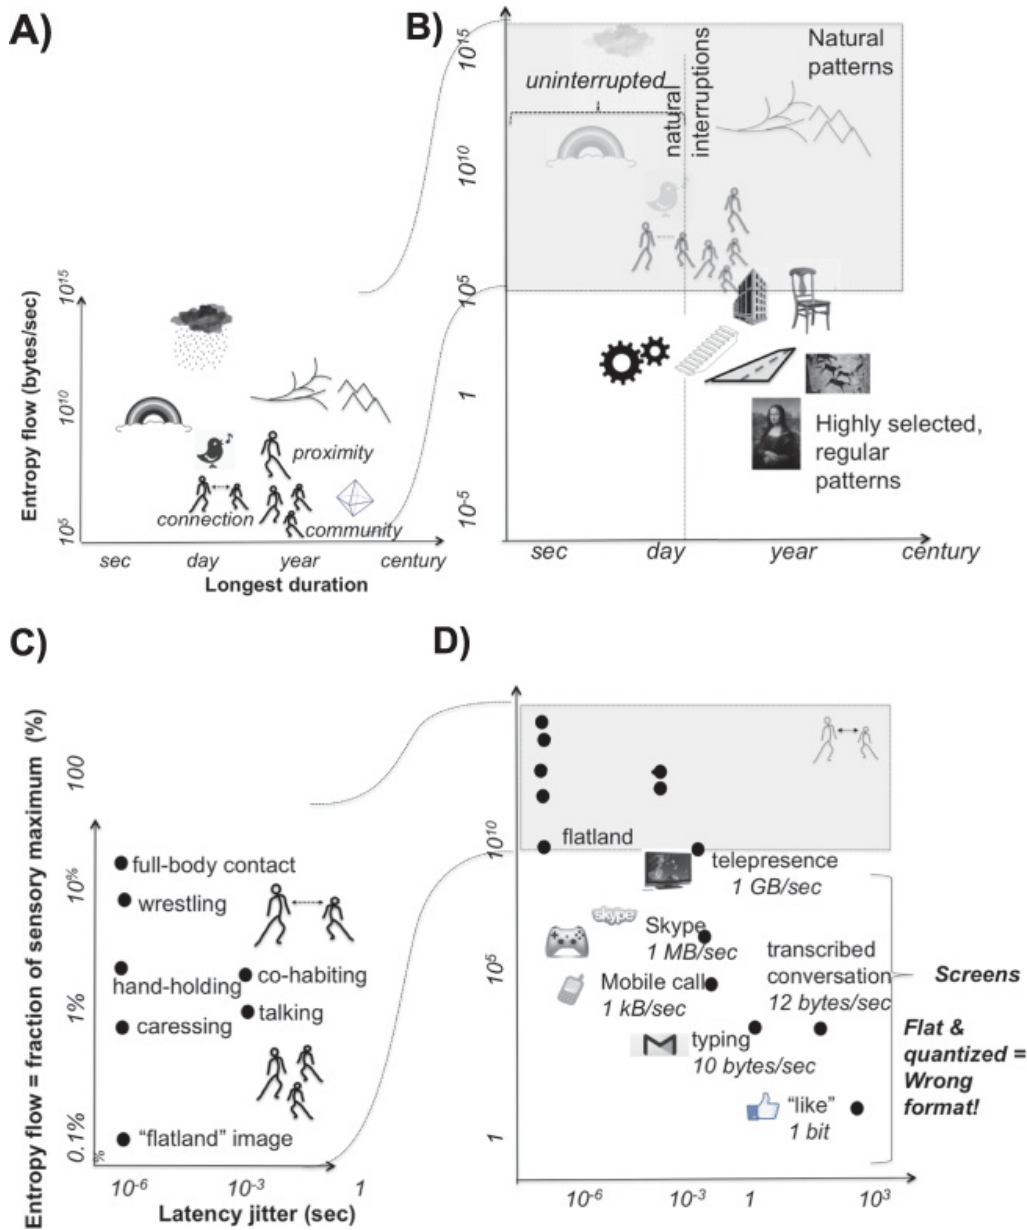 A)
Entropy flow (bytes/sec)
10^15
10^10
10^5
proximity
connection
community
sec day year century
Longest duration
B)
10^15
10^10
10^5
1
10^-5
uninterrupted
natural
interruptions
Natural
patterns
Highly selected,
regular
patterns
sec day year century
C)
Entropy flow = fraction of sensory maximum (%)
100
10%
1%
0.1%
%
full-body contact
wrestling
hand-holding
co-habiting
caressing
talking
"flatland" image
10^-6 10^-3 1
Latency jitter (sec)
D)
10^10
10^5
1
flatland
telepresence
1 GB/sec
skype
Skype
1 MB/sec
Mobile call
1 kB/sec
transcribed
conversation
12 bytes/sec
typing
10 bytes/sec
"like"
1 bit
Screens
Flat &
quantized =
Wrong
format!
10^-6 10^-3 1 10^3